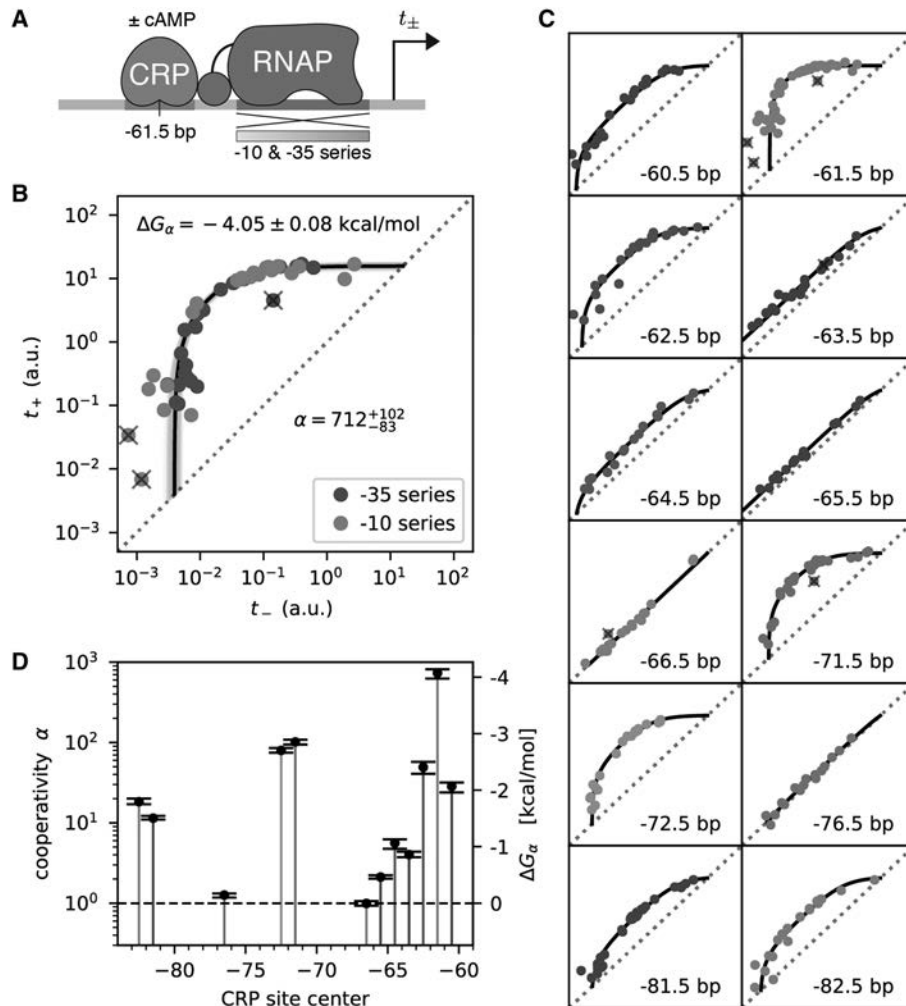 A
± cAMP
CRP
RNAP
t±
-61.5 bp
-10 & -35 series
B
ΔGα = − 4.05 ± 0.08 kcal/mol
10²
10¹
10⁰
10⁻¹
10⁻²
10⁻³
t₊ (a.u.)
α = 712 +102 −83
-35 series
-10 series
10⁻³ 10⁻² 10⁻¹ 10⁰ 10¹ 10²
t₋ (a.u.)
C
-60.5 bp
-61.5 bp
-62.5 bp
-63.5 bp
-64.5 bp
-65.5 bp
-66.5 bp
-71.5 bp
-72.5 bp
-76.5 bp
-81.5 bp
-82.5 bp
D
10³
10²
10¹
10⁰
cooperativity α
-4
-3
-2
-1
0
ΔGα [kcal/mol]
−80 −75 −70 −65 −60
CRP site center